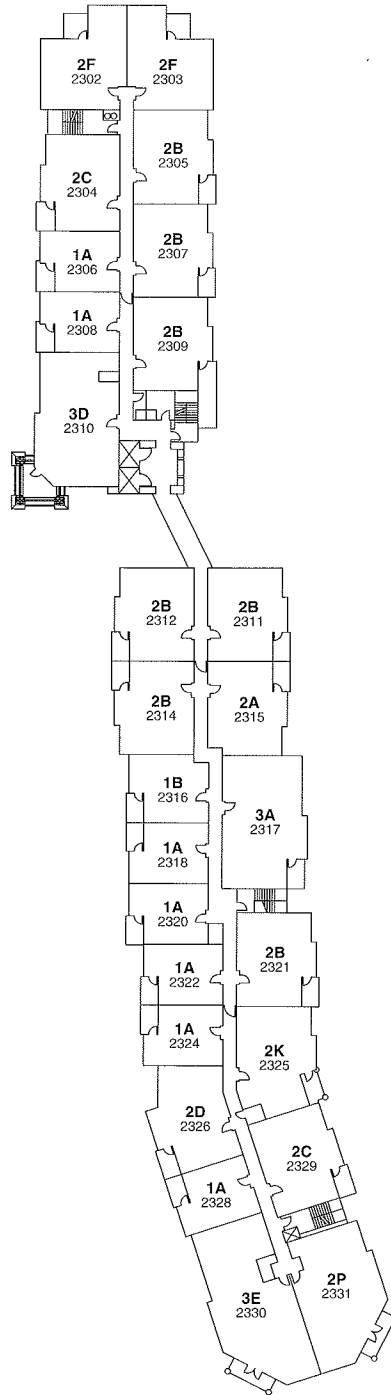 2F
2302
2F
2303
2C
2304
2B
2305
1A
2306
2B
2307
1A
2308
2B
2309
3D
2310
2B
2312
2B
2311
2B
2314
2A
2315
1B
2316
3A
2317
1A
2318
1A
2320
2B
2321
1A
2322
1A
2324
2K
2325
2D
2326
2C
2329
1A
2328
3E
2330
2P
2331